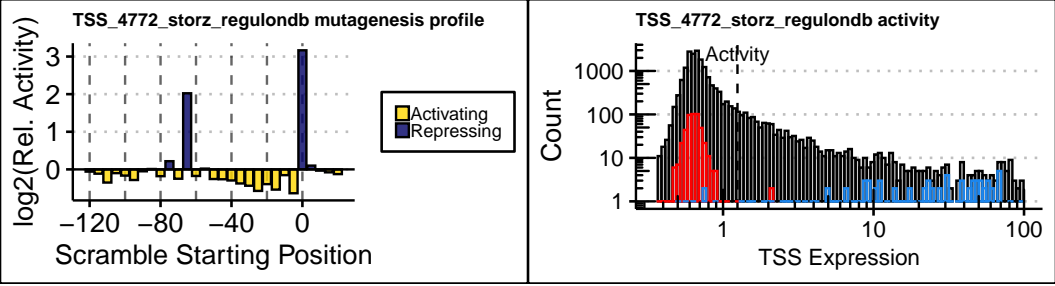 TSS_4772_storz_regulondb mutagenesis profile
log2(Rel. Activity)
3
2
1
0
−120
−80
−40
0
Scramble Starting Position
Activating
Repressing
TSS_4772_storz_regulondb activity
Activity
Count
1000
100
10
1
1
10
100
TSS Expression